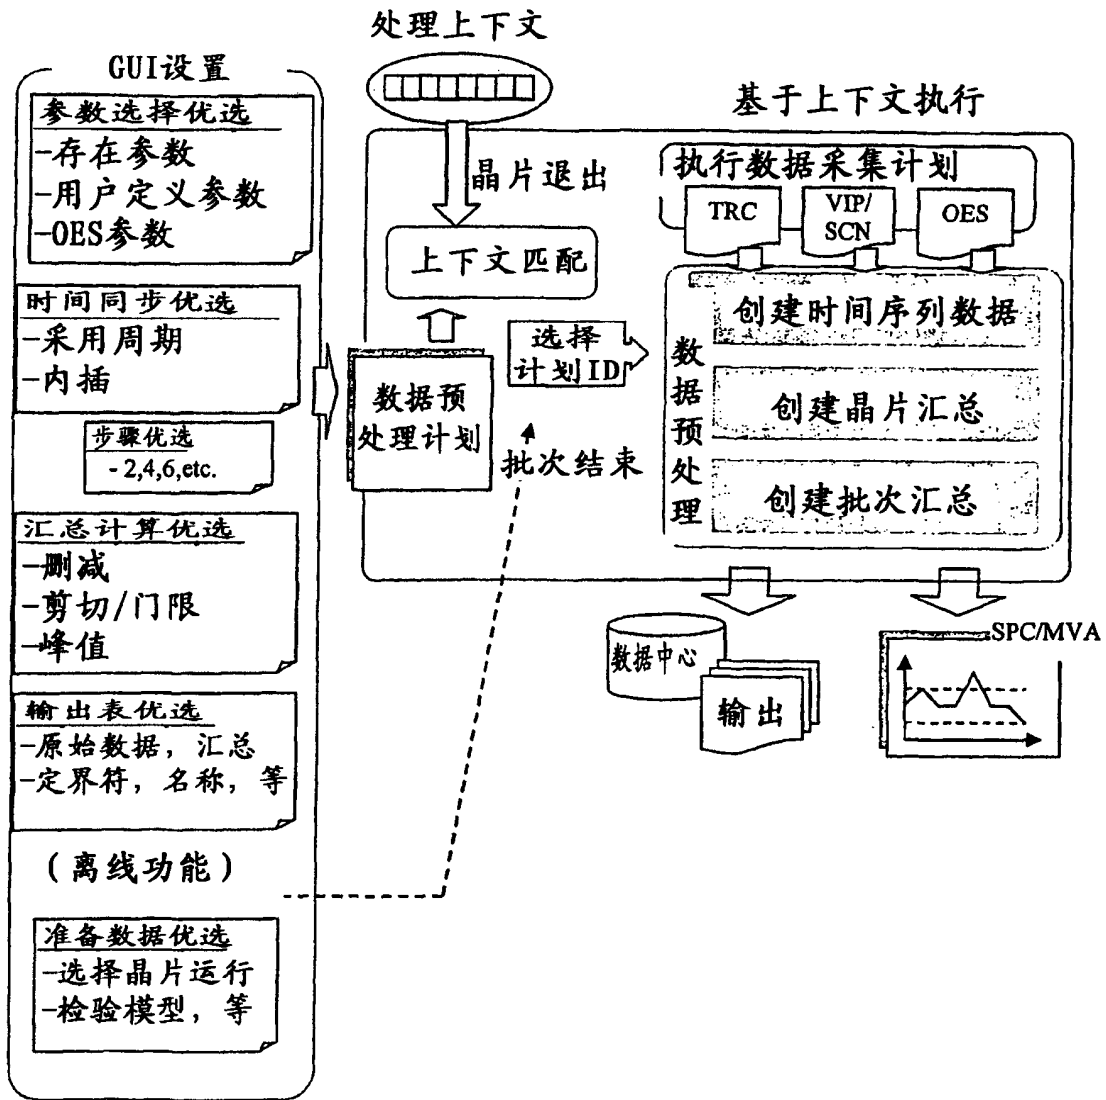 处理上下文
GUI设置
参数选择优选
-存在参数
-用户定义参数
-OES参数
时间同步优选
-采用周期
-内插
步骤优选
- 2,4,6,etc.
汇总计算优选
-删减
-剪切/门限
-峰值
输出表优选
-原始数据, 汇总
-定界符, 名称, 等
(离线功能)
准备数据优选
-选择晶片运行
-检验模型, 等
基于上下文执行
晶片退出
上下文匹配
数据预
处理计划
选择
计划ID
批次结束
执行数据采集计划
TRC
VIP/
SCN
OES
数据预处理
创建时间序列数据
创建晶片汇总
创建批次汇总
数据中心
输出
SPC/MVA